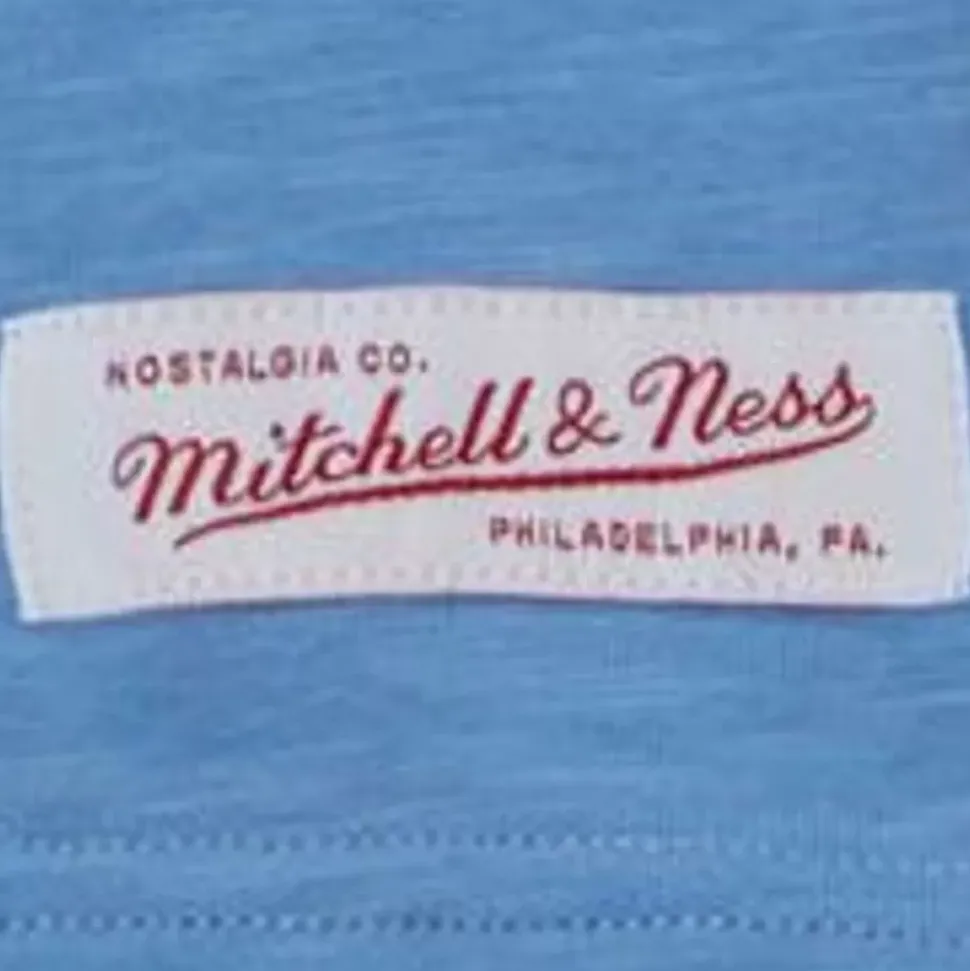 NOSTALGIA CO.
Mitchell & Ness
PHILADELPHIA, PA.